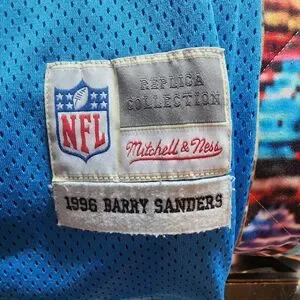 NFL
REPLICA
COLLECTION
Mitchell & Ness
1996 BARRY SANDERS